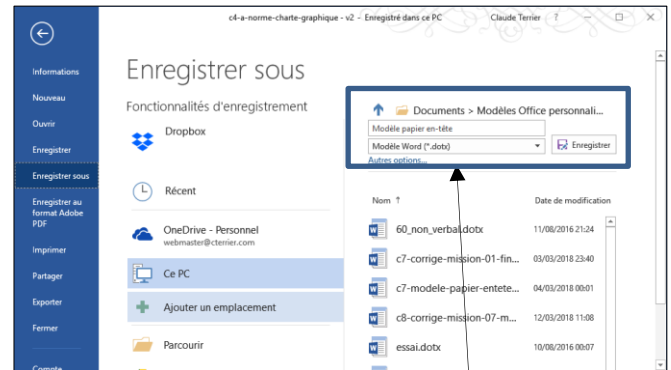 c4-a-norme-charte-graphique - v2 - Enregistré dans ce PC
Claude Terrier
?
Informations
Nouveau
Ouvrir
Enregistrer
Enregistrer sous
Enregistrer au
format Adobe
PDF
Imprimer
Partager
Exporter
Fermer
Compte
Enregistrer sous
Fonctionnalités d'enregistrement
Dropbox
Récent
OneDrive - Personnel
webmaster@cterrier.com
Ce PC
Ajouter un emplacement
Parcourir
Documents > Modèles Office personnali...
Modèle papier en-tête
Modèle Word (*.dotx)
Enregistrer
Autres options...
Nom ↑ Date de modification
60_non_verbal.dotx 11/08/2016 21:24
c7-corrige-mission-01-fin... 03/03/2018 23:40
c7-modele-papier-entete... 04/03/2018 00:01
c8-corrige-mission-07-m... 12/03/2018 11:08
essai.dotx 10/08/2016 00:07